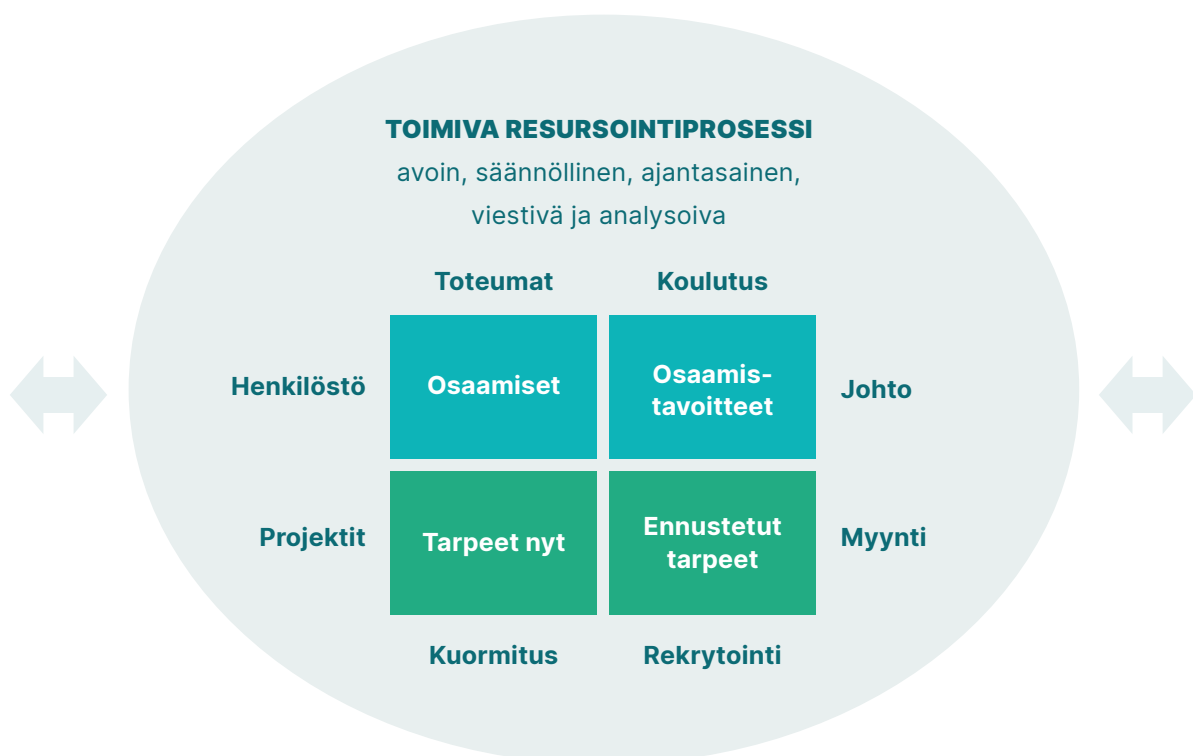 TOIMIVA RESURSOINTIPROSESSI
avoin, säännöllinen, ajantasainen,
viestivä ja analysoiva
Toteumat
Koulutus
Henkilöstö
Osaamiset
Osaamis-
tavoitteet
Johto
Projektit
Tarpeet nyt
Ennustetut
tarpeet
Myynti
Kuormitus
Rekrytointi